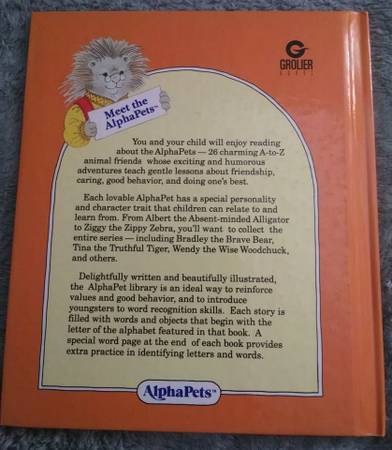 GROLIER
BOOKS
Meet the
AlphaPets™
You and your child will enjoy reading
about the AlphaPets — 26 charming A-to-Z
animal friends whose exciting and humorous
adventures teach gentle lessons about friendship,
caring, good behavior, and doing one's best.
Each lovable AlphaPet has a special personality
and character trait that children can relate to and
learn from. From Albert the Absent-minded Alligator
to Ziggy the Zippy Zebra, you'll want to collect the
entire series — including Bradley the Brave Bear,
Tina the Truthful Tiger, Wendy the Wise Woodchuck,
and others.
Delightfully written and beautifully illustrated,
the AlphaPet library is an ideal way to reinforce
values and good behavior, and to introduce
youngsters to word recognition skills. Each story is
filled with words and objects that begin with the
letter of the alphabet featured in that book. A
special word page at the end of each book provides
extra practice in identifying letters and words.
AlphaPets™